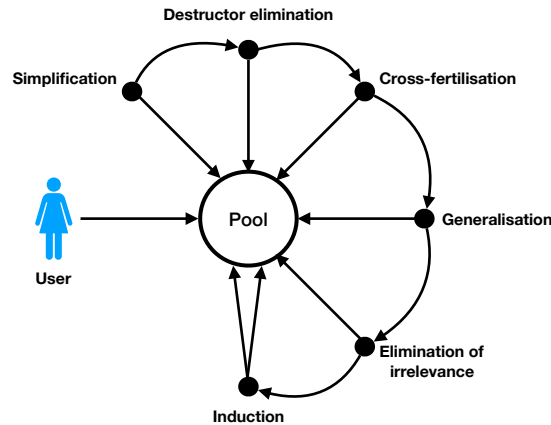 Destructor elimination
Simplification
Cross-fertilisation
Pool
Generalisation
User
Elimination of
irrelevance
Induction